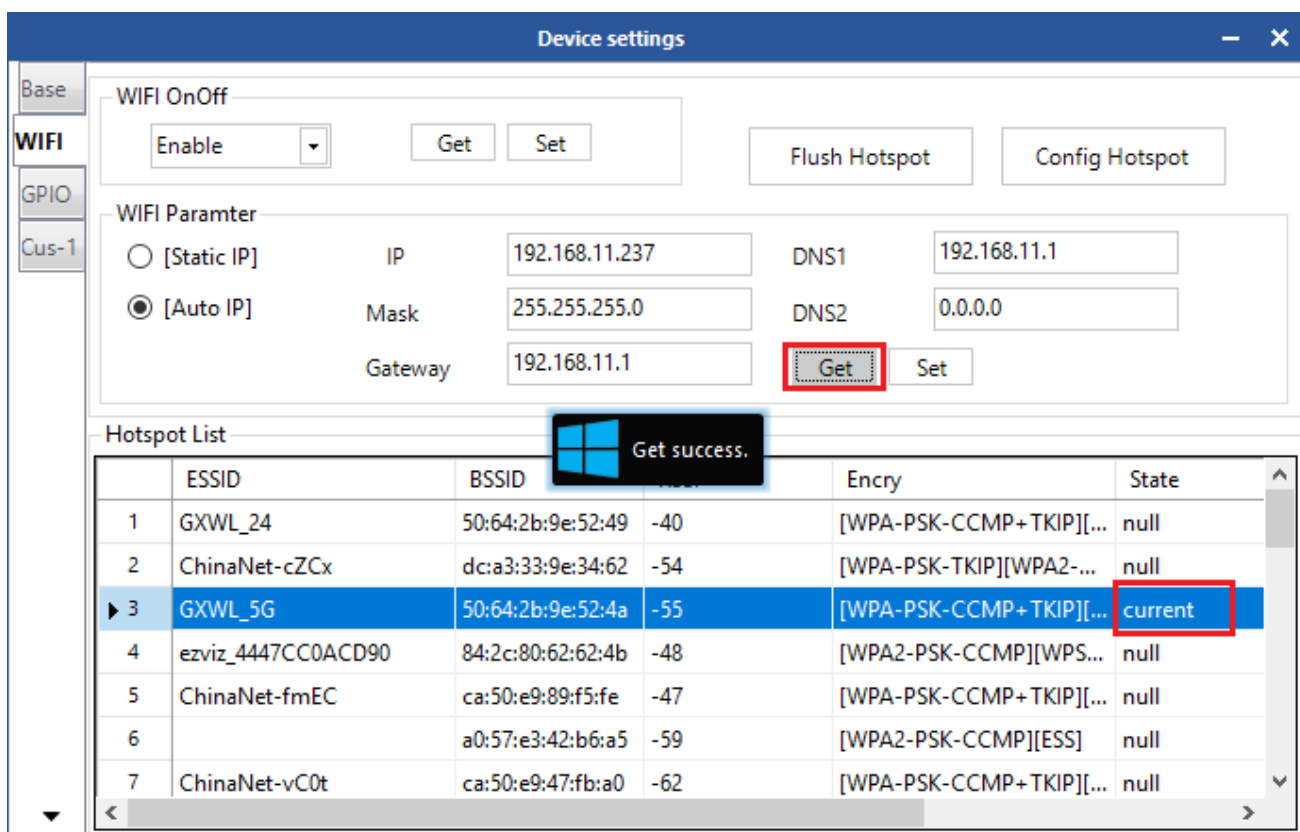 Device settings
Base
WIFI
GPIO
Cus-1
WIFI OnOff
Enable Get Set
Flush Hotspot Config Hotspot
WIFI Paramter
[Static IP] IP 192.168.11.237 DNS1 192.168.11.1
[Auto IP] Mask 255.255.255.0 DNS2 0.0.0.0
Gateway 192.168.11.1 Get Set
Get success.
Hotspot List
ESSID BSSID Encry State
1 GXWL_24 50:64:2b:9e:52:49 -40 [WPA-PSK-CCMP+TKIP][... null
2 ChinaNet-cZCx dc:a3:33:9e:34:62 -54 [WPA-PSK-TKIP][WPA2-... null
3 GXWL_5G 50:64:2b:9e:52:4a -55 [WPA-PSK-CCMP+TKIP][... current
4 ezviz_4447CC0ACD90 84:2c:80:62:62:4b -48 [WPA2-PSK-CCMP][WPS... null
5 ChinaNet-fmEC ca:50:e9:89:f5:fe -47 [WPA-PSK-CCMP+TKIP][... null
6 a0:57:e3:42:b6:a5 -59 [WPA2-PSK-CCMP][ESS] null
7 ChinaNet-vC0t ca:50:e9:47:fb:a0 -62 [WPA-PSK-CCMP+TKIP][... null